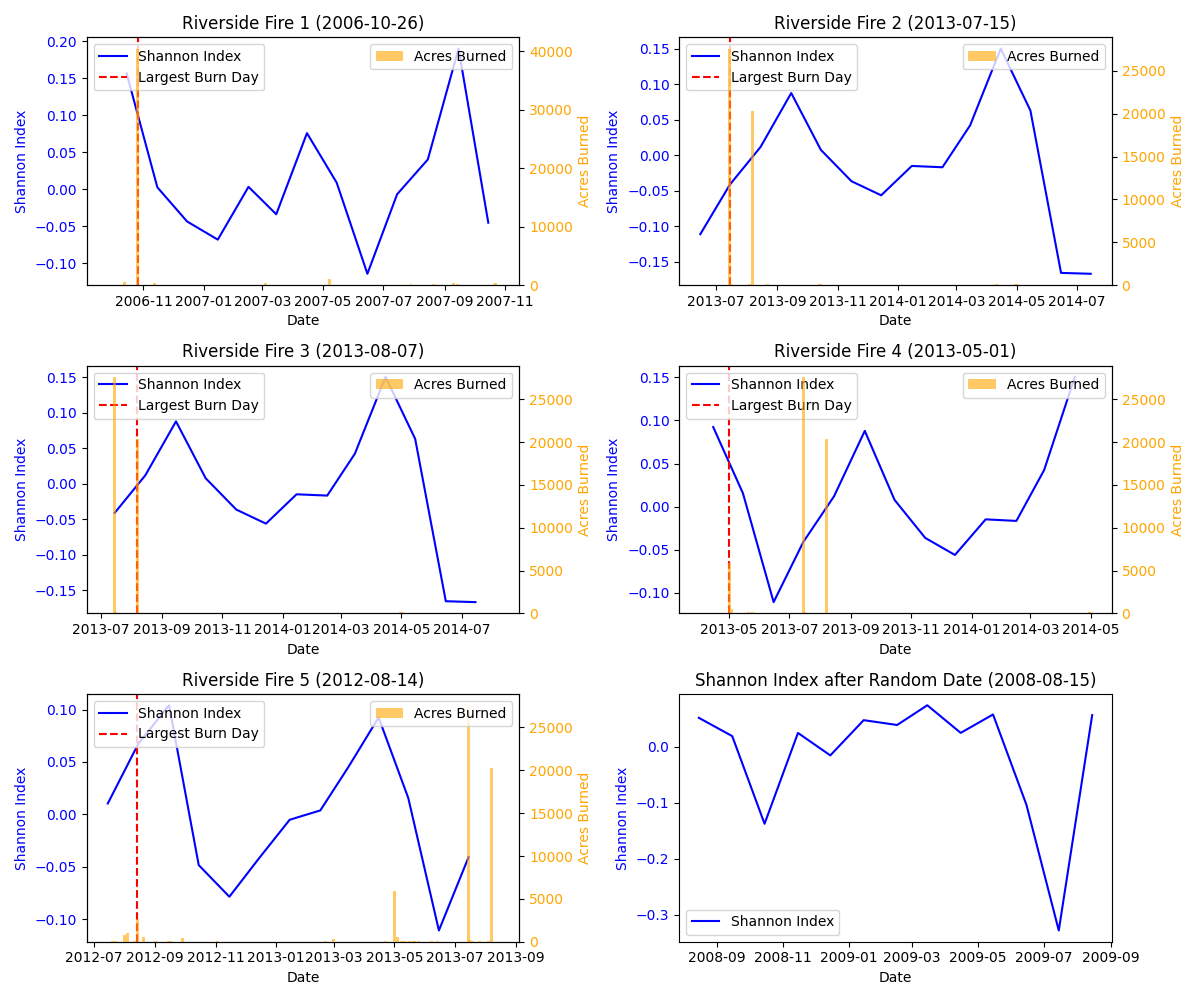 Riverside Fire 1 (2006-10-26)
Shannon Index
Largest Burn Day
Acres Burned
0.20
0.15
0.10
0.05
0.00
−0.05
−0.10
Shannon Index
40000
30000
20000
10000
0
Acres Burned
2006-11 2007-01 2007-03 2007-05 2007-07 2007-09 2007-11
Date
Riverside Fire 2 (2013-07-15)
Shannon Index
Largest Burn Day
Acres Burned
0.15
0.10
0.05
0.00
−0.05
−0.10
−0.15
Shannon Index
25000
20000
15000
10000
5000
0
Acres Burned
2013-07 2013-09 2013-11 2014-01 2014-03 2014-05 2014-07
Date
Riverside Fire 3 (2013-08-07)
Shannon Index
Largest Burn Day
Acres Burned
0.15
0.10
0.05
0.00
−0.05
−0.10
−0.15
Shannon Index
25000
20000
15000
10000
5000
0
Acres Burned
2013-07 2013-09 2013-11 2014-01 2014-03 2014-05 2014-07
Date
Riverside Fire 4 (2013-05-01)
Shannon Index
Largest Burn Day
Acres Burned
0.15
0.10
0.05
0.00
−0.05
−0.10
Shannon Index
25000
20000
15000
10000
5000
0
Acres Burned
2013-05 2013-07 2013-09 2013-11 2014-01 2014-03 2014-05
Date
Riverside Fire 5 (2012-08-14)
Shannon Index
Largest Burn Day
Acres Burned
0.10
0.05
0.00
−0.05
−0.10
Shannon Index
25000
20000
15000
10000
5000
0
Acres Burned
2012-07 2012-09 2012-11 2013-01 2013-03 2013-05 2013-07 2013-09
Date
Shannon Index after Random Date (2008-08-15)
0.0
−0.1
−0.2
−0.3
Shannon Index
Shannon Index
2008-09 2008-11 2009-01 2009-03 2009-05 2009-07 2009-09
Date